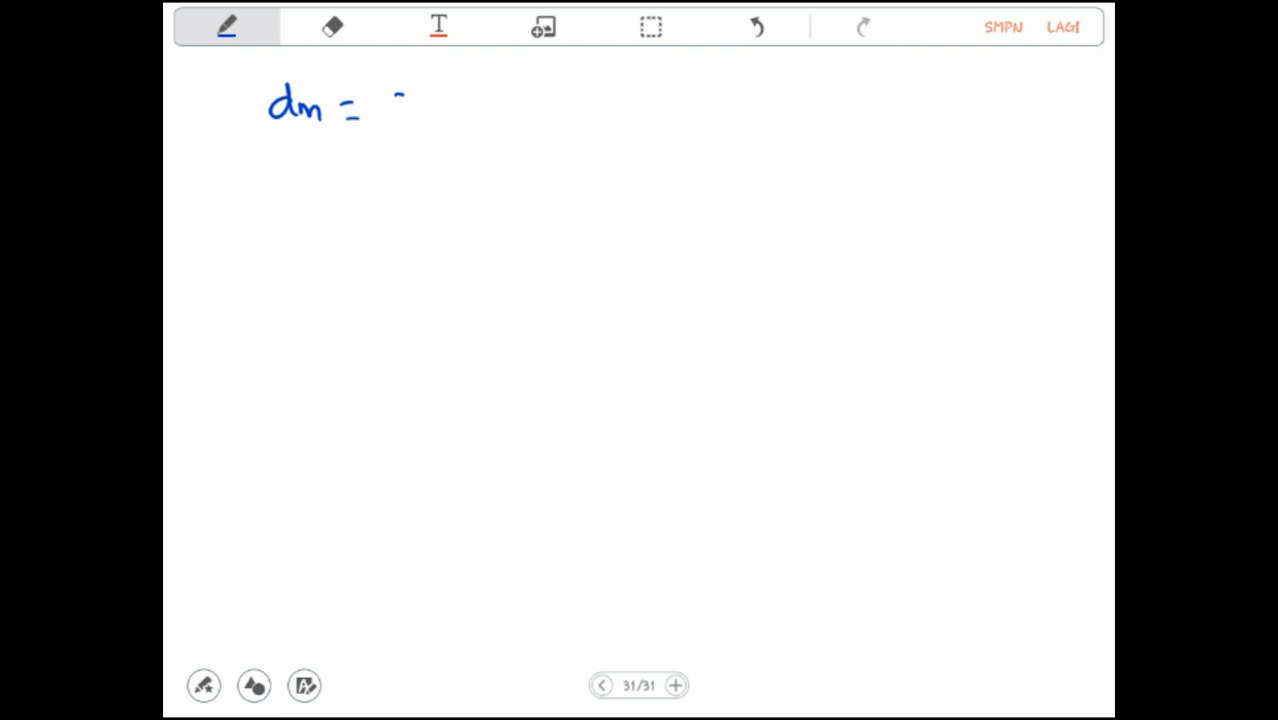 T SMPN LAGI
dm = -
31/31